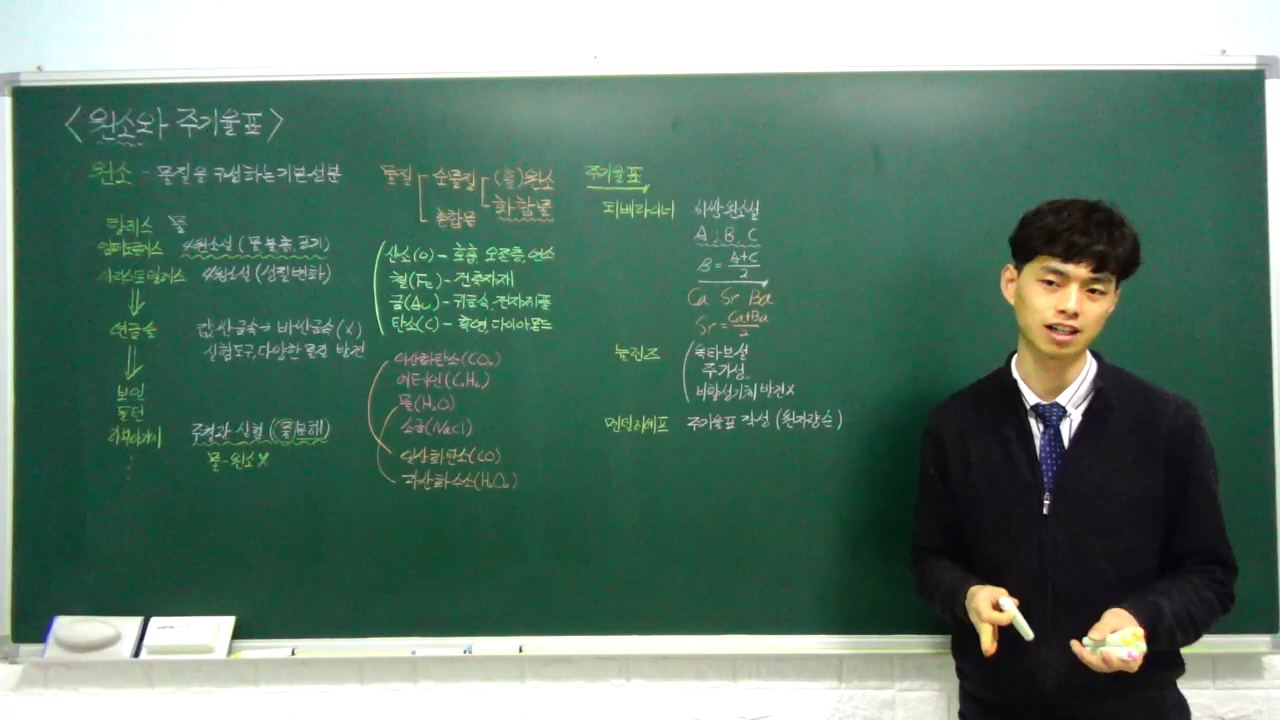 <원소와 주기율표>
원소 - 물질을 구성하는 기본성분
탈레스 물
엠페도클레스 4원소설 (물,불,흙,공기)
아리스토텔레스 4원소설 (성질변화)
연금술 값싼금속→비싼금속(X)
실험도구, 다양한 물건 발전
보일
돌턴
라부아지에 주전관 실험 (물분해!)
물-원소X
물질 순물질 (홑)원소
화합물
혼합물
산소(O) - 호흡, 오존층, 연소
철(Fe) - 건축자재
금(Au) - 귀금속, 전자제품
탄소(C) - 흑연, 다이아몬드
이산화탄소(CO₂)
에테인(C₂H₆)
물(H₂O)
소금(NaCl)
일산화탄소(CO)
과산화수소(H₂O₂)
주기율표
되베라이너 세쌍원소설
A, B, C
B = A+C / 2
Ca Sr Ba
Sr = Ca+Ba / 2
뉼렌즈 옥타브설
주기성
비활성기체 발견X
멘델레예프 주기율표 작성 (원자량순)